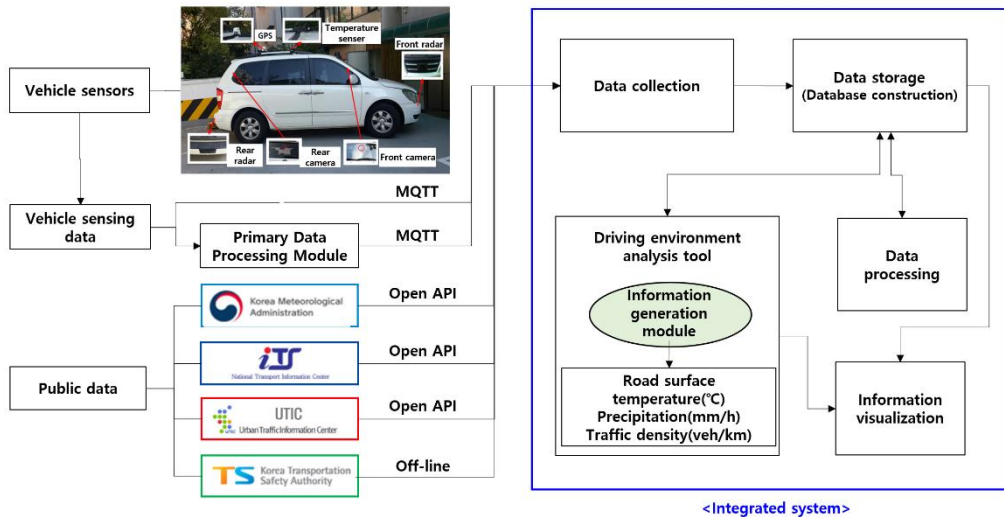 Vehicle sensors
GPS
Temperature
senser
Front radar
Rear
radar
Rear
camera
Front camera
Vehicle sensing
data
MQTT
Primary Data
Processing Module
MQTT
Public data
Korea Meteorological
Administration
Open API
iTS
National Transport Information Center
Open API
UTIC
UTIC
Urban Traffic Information Center
Open API
TS
Korea Transportation
Safety Authority
Off-line
Data collection
Data storage
(Database construction)
Driving environment
analysis tool
Information
generation
module
Road surface
temperature(℃)
Precipitation(mm/h)
Traffic density(veh/km)
Data
processing
Information
visualization
<Integrated system>